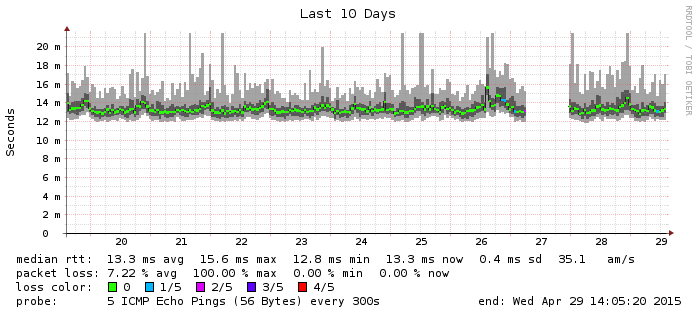 Last 10 Days
RRDTOOL / TOBI OETIKER
Seconds
20 m
18 m
16 m
14 m
12 m
10 m
8 m
6 m
4 m
2 m
0
20 21 22 23 24 25 26 27 28 29
median rtt: 13.3 ms avg 15.6 ms max 12.8 ms min 13.3 ms now 0.4 ms sd 35.1 am/s
packet loss: 7.22 % avg 100.00 % max 0.00 % min 0.00 % now
loss color: 0 1/5 2/5 3/5 4/5
probe: 5 ICMP Echo Pings (56 Bytes) every 300s end: Wed Apr 29 14:05:20 2015